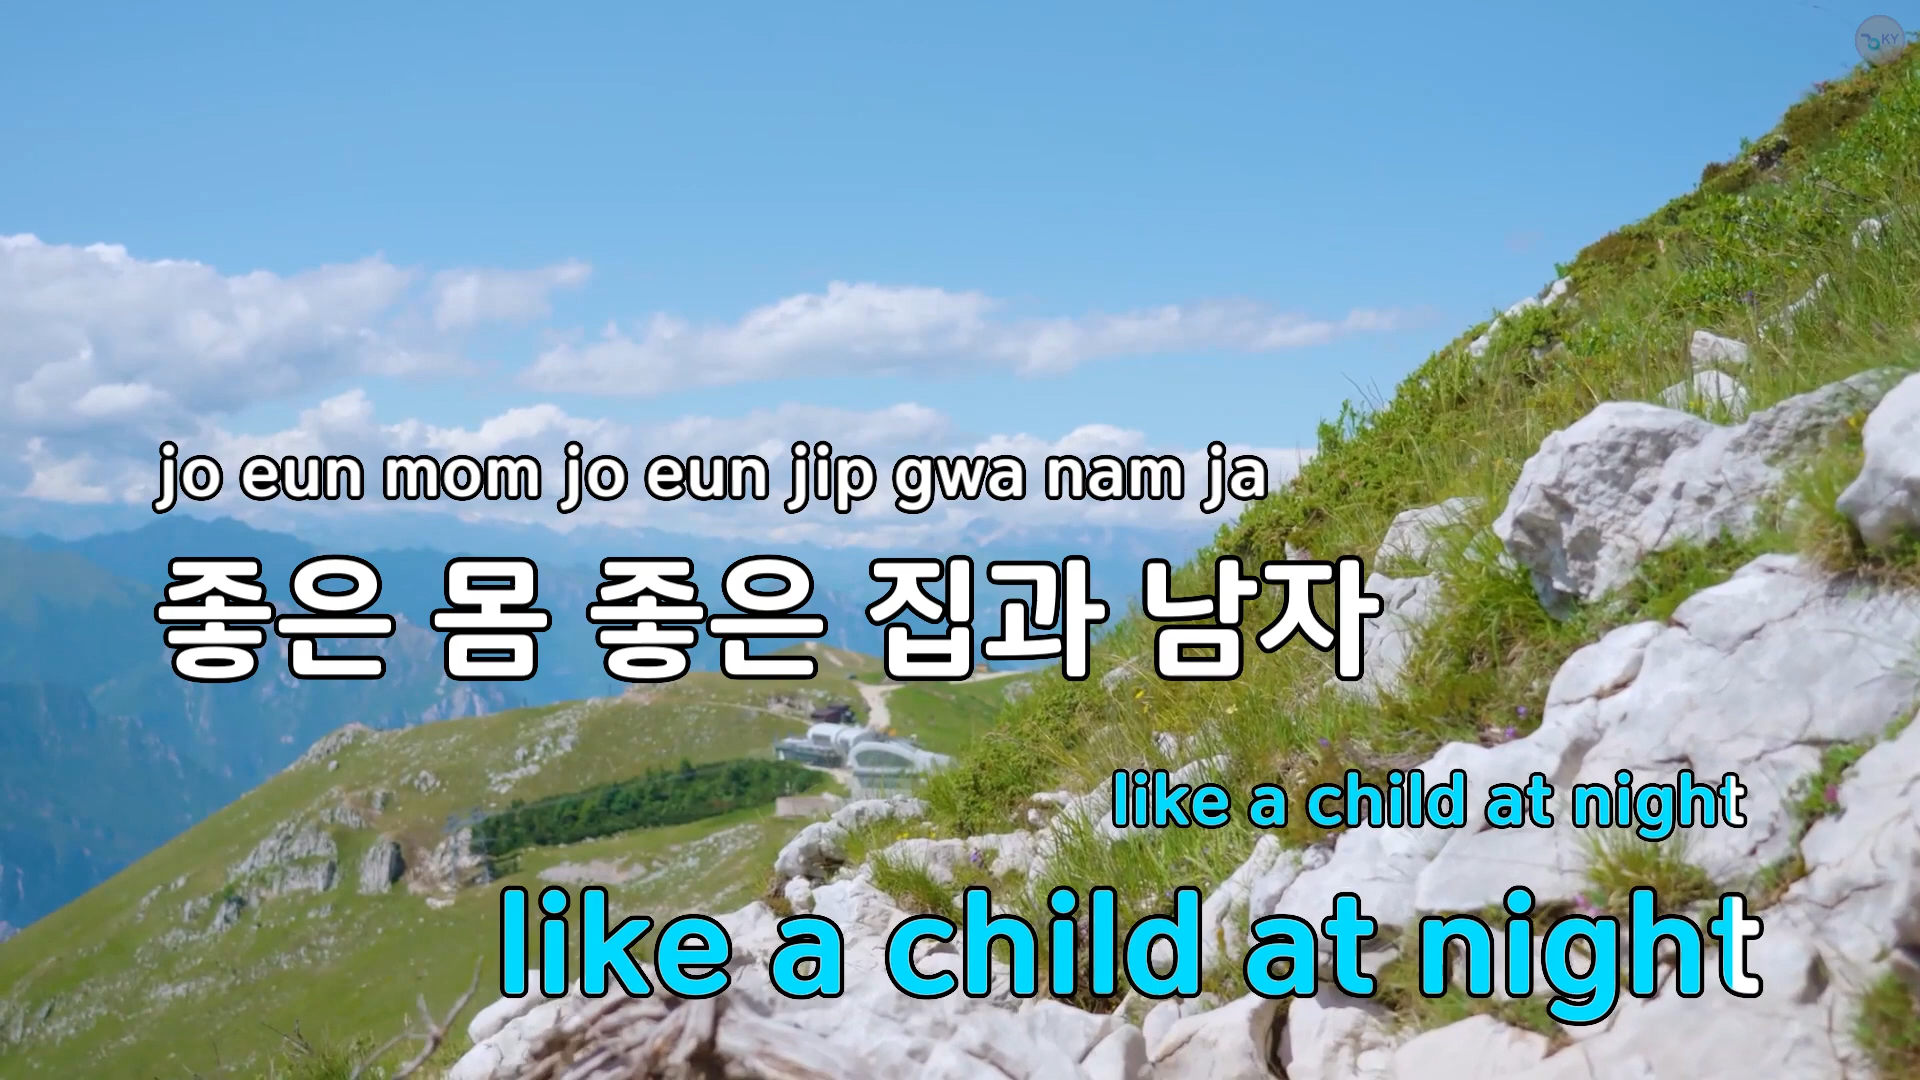 KY
jo eun mom jo eun jip gwa nam ja
좋은 몸 좋은 집과 남자
like a child at night
like a child at night